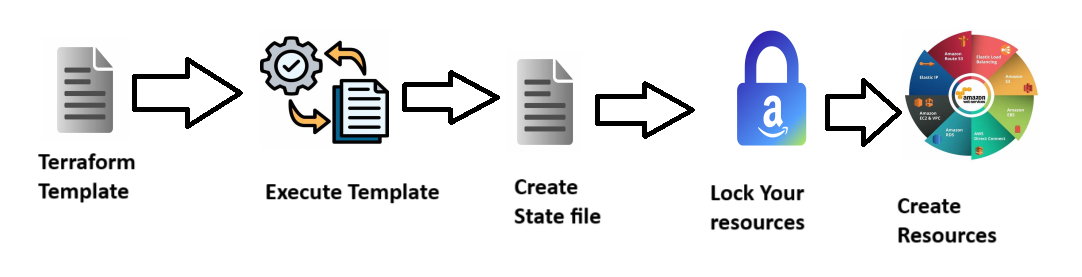 Terraform
Template
Execute Template
Create
State file
a
Lock Your
resources
Amazon
Route 53
Elastic Load
Balancing
Elastic IP
Amazon
S3
amazon
web services
Amazon
EC2 & VPC
Amazon
EBS
Amazon
RDS
AWS
Direct Connect
Create
Resources